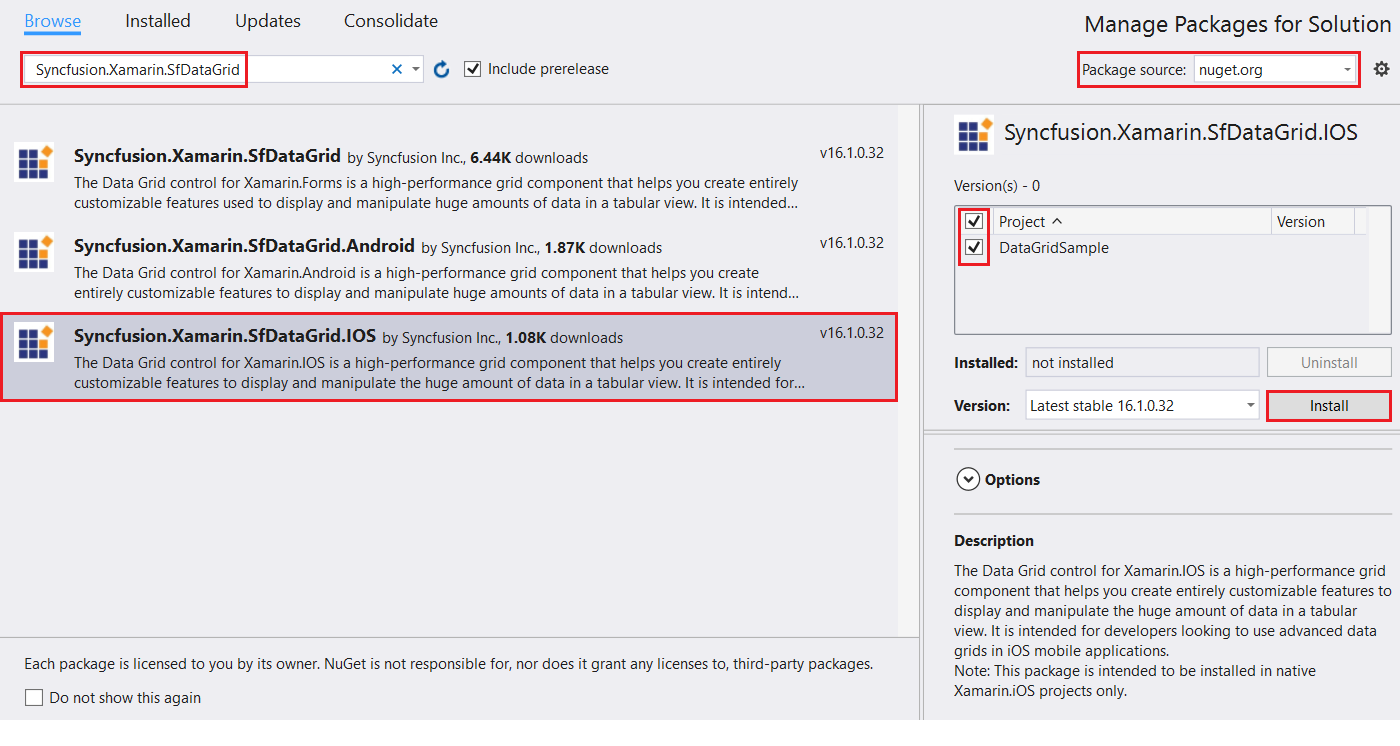 Browse Installed Updates Consolidate
Manage Packages for Solution
Syncfusion.Xamarin.SfDataGrid
Include prerelease
Package source: nuget.org
Syncfusion.Xamarin.SfDataGrid by Syncfusion Inc., 6.44K downloads
v16.1.0.32
The Data Grid control for Xamarin.Forms is a high-performance grid component that helps you create entirely
customizable features used to display and manipulate huge amounts of data in a tabular view. It is intended...
Syncfusion.Xamarin.SfDataGrid.Android by Syncfusion Inc., 1.87K downloads
v16.1.0.32
The Data Grid control for Xamarin.Android is a high-performance grid component that helps you create
entirely customizable features to display and manipulate huge amounts of data in a tabular view. It is intend...
Syncfusion.Xamarin.SfDataGrid.IOS by Syncfusion Inc., 1.08K downloads
v16.1.0.32
The Data Grid control for Xamarin.IOS is a high-performance grid component that helps you create entirely
customizable features to display and manipulate the huge amount of data in a tabular view. It is intended for...
Each package is licensed to you by its owner. NuGet is not responsible for, nor does it grant any licenses to, third-party packages.
Do not show this again
Syncfusion.Xamarin.SfDataGrid.IOS
Version(s) - 0
Project Version
DataGridSample
Installed: not installed Uninstall
Version: Latest stable 16.1.0.32 Install
Options
Description
The Data Grid control for Xamarin.IOS is a high-performance grid
component that helps you create entirely customizable features to
display and manipulate the huge amount of data in a tabular
view. It is intended for developers looking to use advanced data
grids in iOS mobile applications.
Note: This package is intended to be installed in native
Xamarin.iOS projects only.